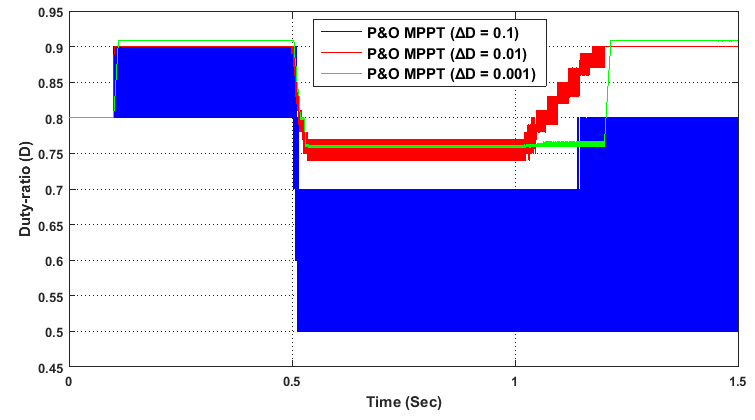 P&O MPPT (ΔD = 0.1)
P&O MPPT (ΔD = 0.01)
P&O MPPT (ΔD = 0.001)
0.95
0.9
0.85
0.8
0.75
0.7
0.65
0.6
0.55
0.5
0.45
Duty-ratio (D)
0 0.5 1 1.5
Time (Sec)